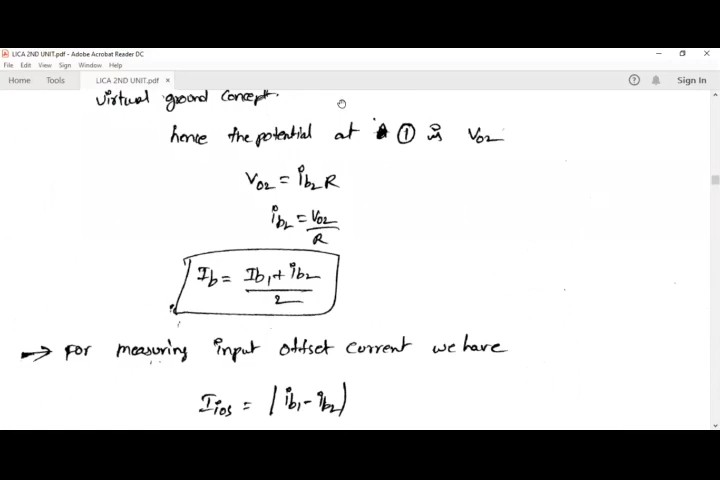 LICA 2ND UNIT.pdf - Adobe Acrobat Reader DC
File Edit View Sign Window Help
Home Tools LICA 2ND UNIT.pdf × Sign In
virtual ground concept.
hence the potential at ① is Vo2
Vo2 = ib2 R
ib2 = Vo2/R
Ib = Ib1 + ib2 / 2
→ for measuring input offset current we have
Iios = |ib1 - ib2|